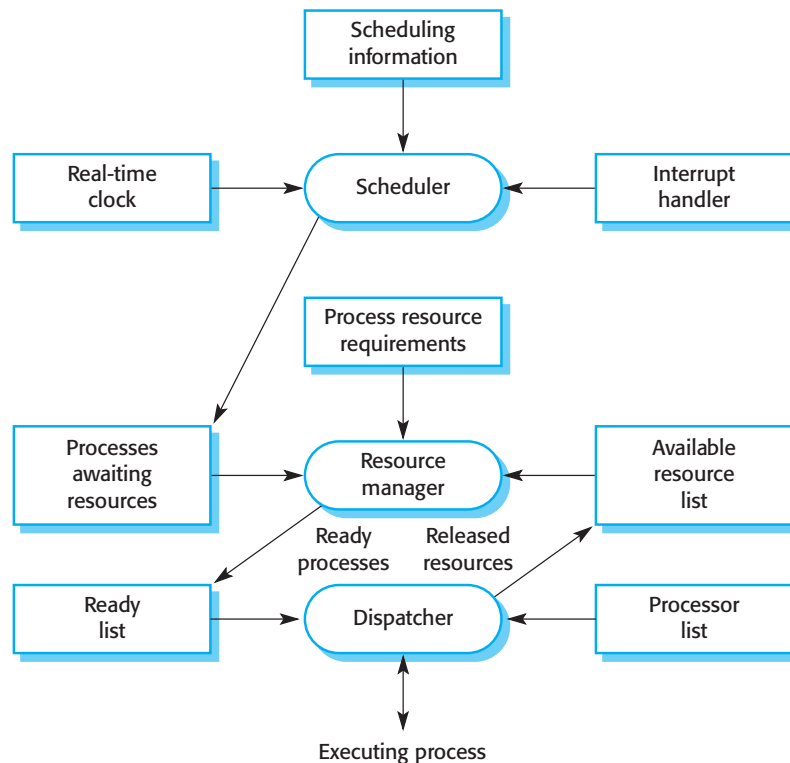 Scheduling
information
Real-time
clock
Scheduler
Interrupt
handler
Process resource
requirements
Processes
awaiting
resources
Resource
manager
Available
resource
list
Ready
processes
Released
resources
Ready
list
Dispatcher
Processor
list
Executing process